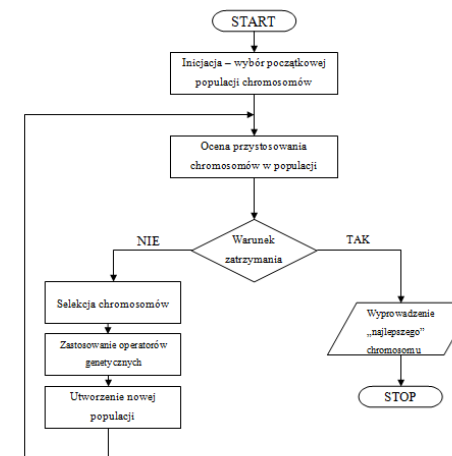 START
Inicjacja – wybór początkowej
populacji chromosomów
Ocena przystosowania
chromosomów w populacji
Warunek
zatrzymania
NIE
TAK
Selekcja chromosomów
Zastosowanie operatorów
genetycznych
Utworzenie nowej
populacji
Wyprowadzenie
„najlepszego”
chromosomu
STOP